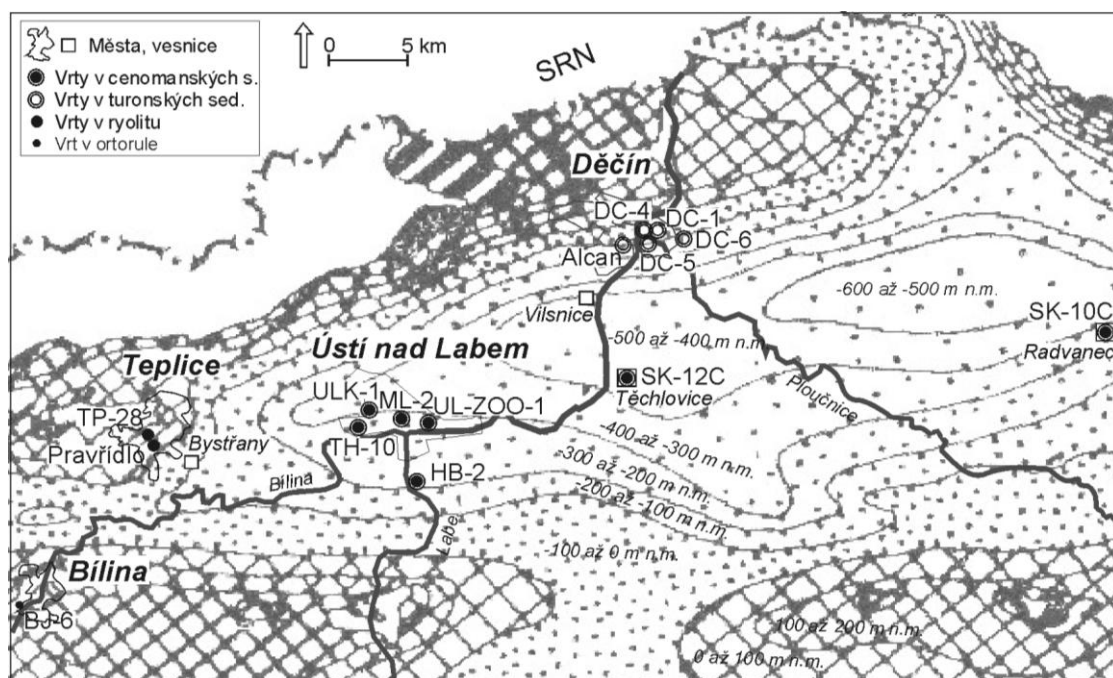 Města, vesnice
Vrty v cenomanských s.
Vrty v turonských sed.
Vrty v ryolitu
Vrt v ortorule
0 5 km
SRN
Děčín
DC-4 DC-1
DC-6
Alcan DC-5
Vilsnice
-600 až -500 m n.m.
SK-10C
Radvanec
-500 až -400 m n.m.
Teplice
Ústí nad Labem
SK-12C
Těchlovice
Ploučnice
ULK-1
ML-2
UL-ZOO-1
TP-28
TH-10
Bystřany
Pravřídlo
-400 až -300 m n.m.
-300 až -200 m n.m.
-200 až -100 m n.m.
HB-2
Bílina
Labe
-100 až 0 m n.m.
Bílina
BJ-6
100 až 200 m n.m.
0 až 100 m n.m.